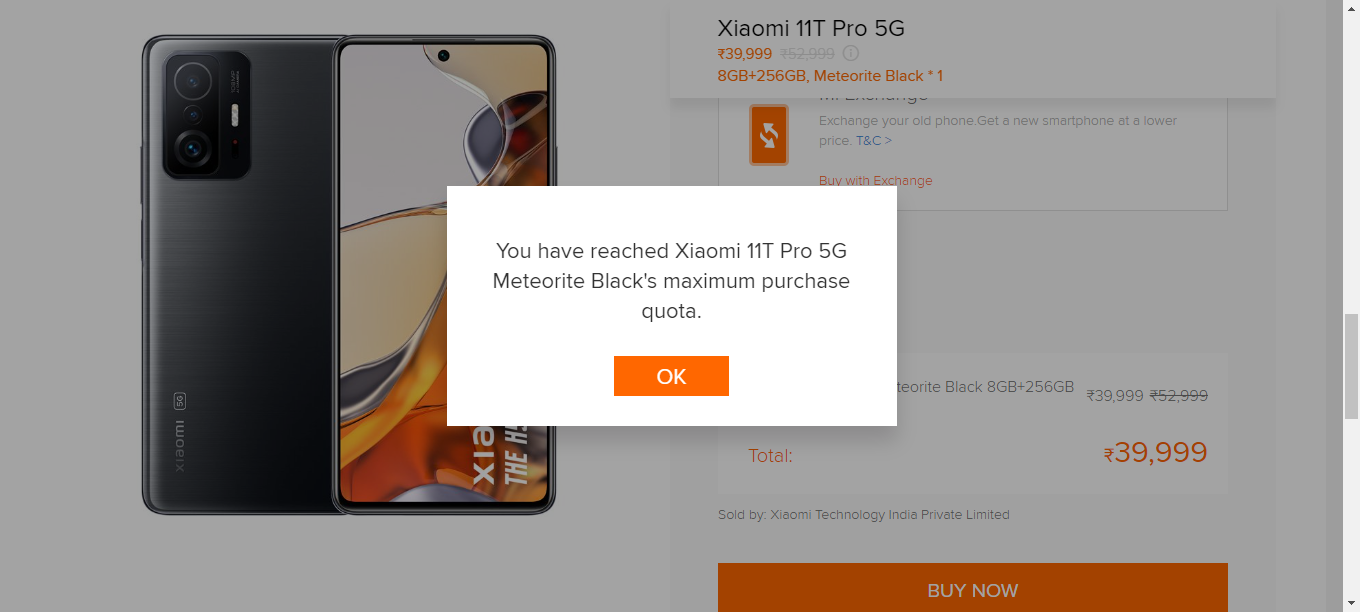 Xiaomi 11T Pro 5G
₹39,999 ₹52,999
8GB+256GB, Meteorite Black * 1
Mi Exchange
Exchange your old phone.Get a new smartphone at a lower
price. T&C >
Buy with Exchange
You have reached Xiaomi 11T Pro 5G
Meteorite Black's maximum purchase
quota.
OK
teorite Black 8GB+256GB ₹39,999 ₹52,999
Total: ₹39,999
Sold by: Xiaomi Technology India Private Limited
BUY NOW
108MP
5G
xiaomi
xia
THE H